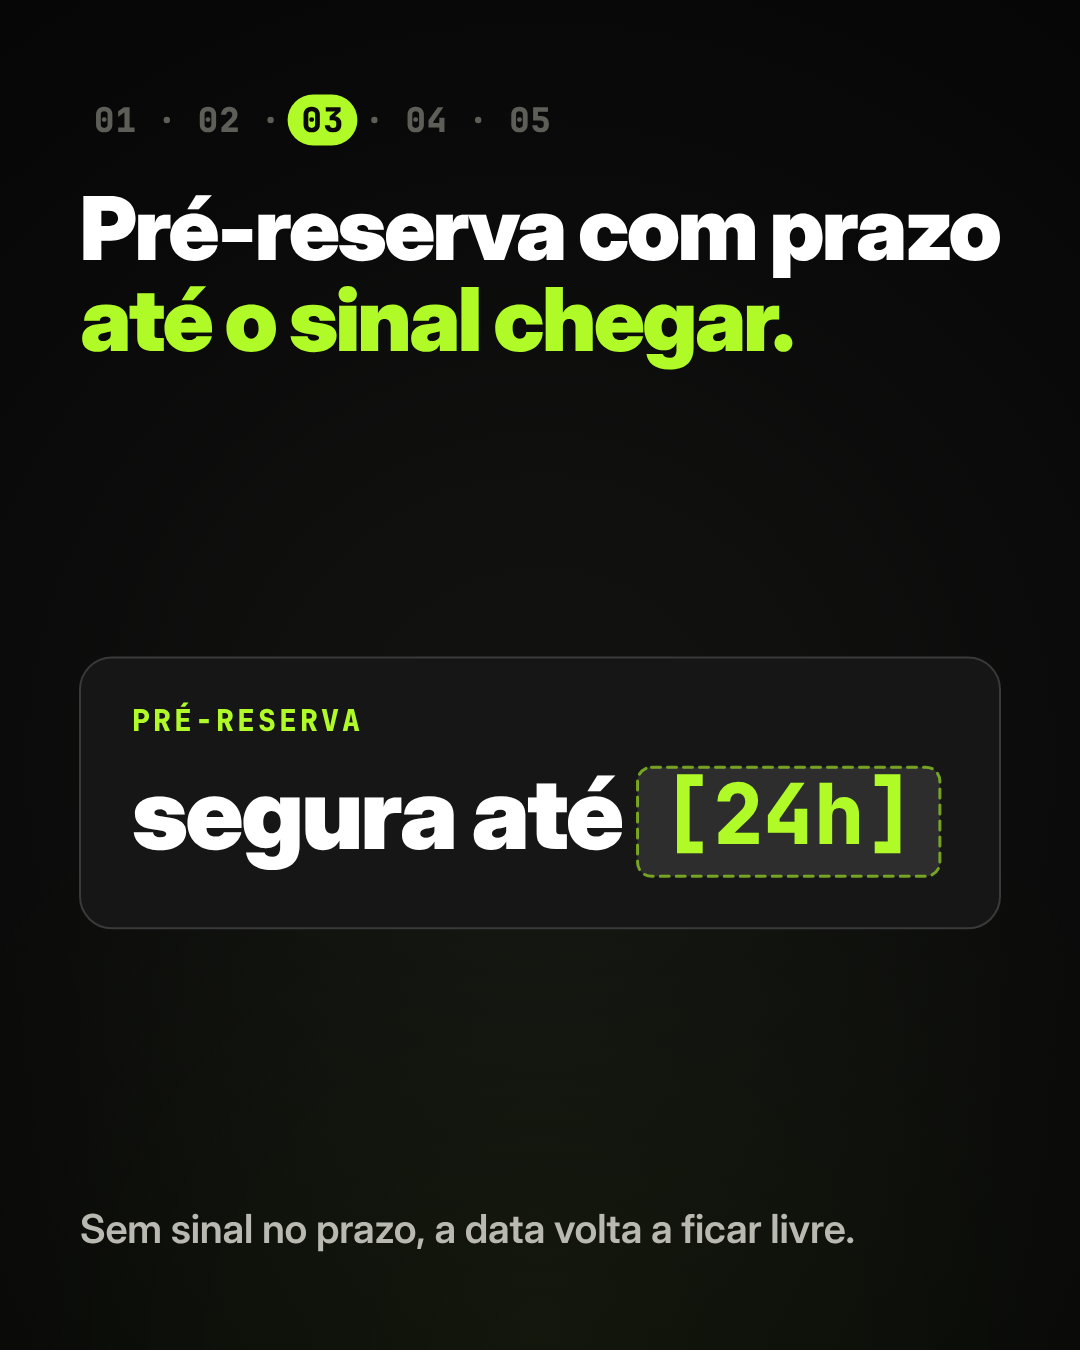 01 · 02 · 03 · 04 · 05
Pré-reserva com prazo
até o sinal chegar.
PRÉ-RESERVA
segura até [24h]
Sem sinal no prazo, a data volta a ficar livre.